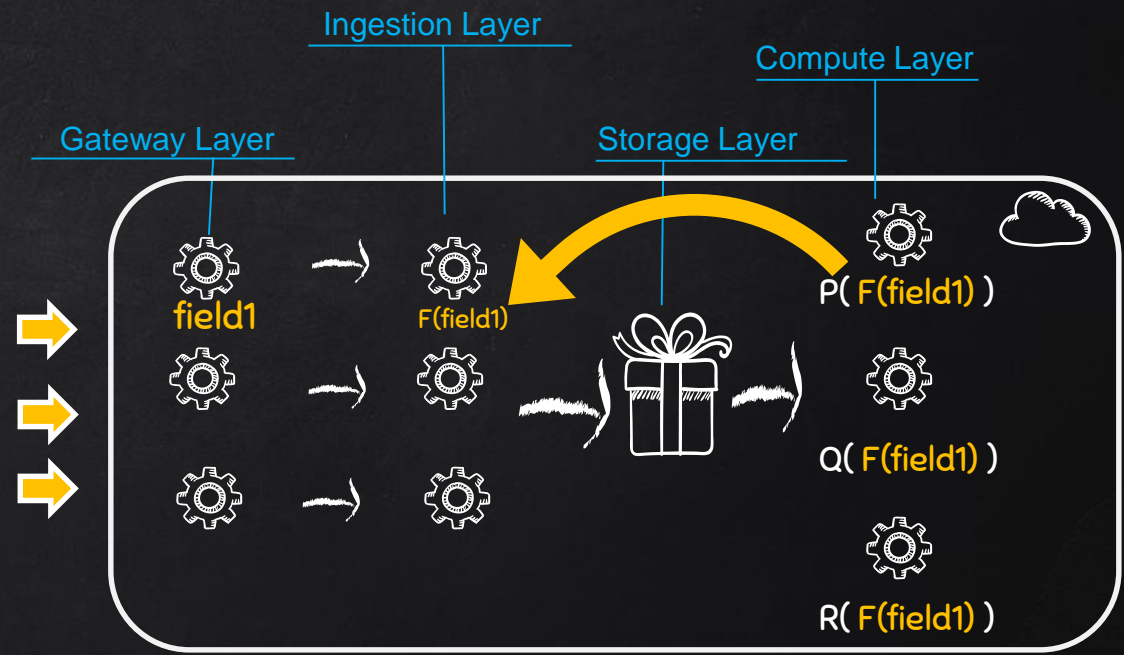 Ingestion Layer
Compute Layer
Gateway Layer
Storage Layer
field1
F(field1)
P( F(field1) )
Q( F(field1) )
R( F(field1) )